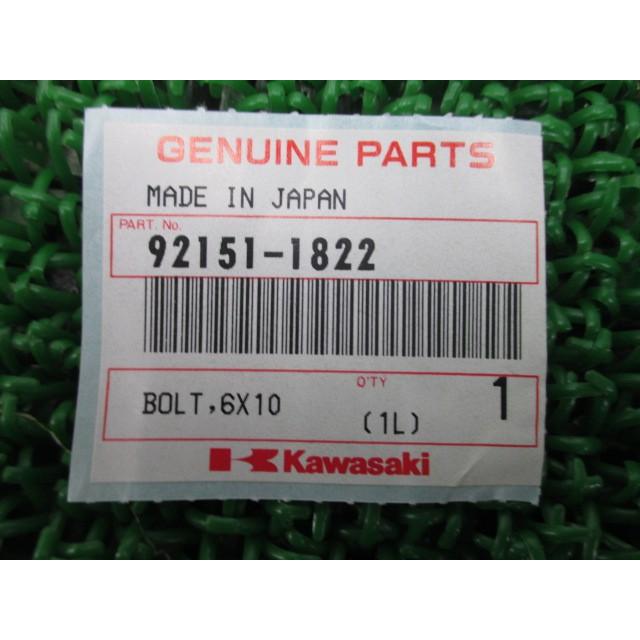 GENUINE PARTS
MADE IN JAPAN
PART. No.
92151-1822
BOLT,6X10
Q'TY
1
(1L)
Kawasaki